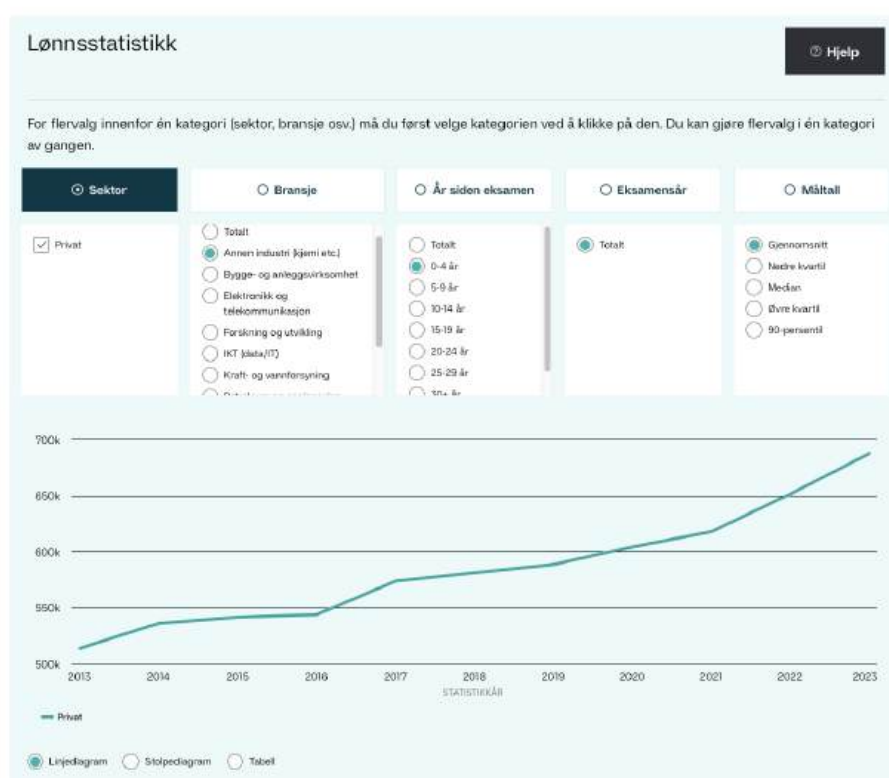 Lønnsstatistikk
Hjelp
For flervalg innenfor én kategori (sektor, bransje osv.) må du først velge kategorien ved å klikke på den. Du kan gjøre flervalg i én kategori
av gangen.
Sektor
Bransje
År siden eksamen
Eksamensår
Måltall
Privat
Totalt
Annen industri (kjemi etc.)
Bygge- og anleggsvirksomhet
Elektronikk og
telekommunikasjon
Forskning og utvikling
IKT (data/IT)
Kraft- og vannforsyning
Totalt
0-4 år
5-9 år
10-14 år
15-19 år
20-24 år
25-29 år
30+ år
Totalt
Gjennomsnitt
Nedre kvartil
Median
Øvre kvartil
90-persentil
700k
650k
600k
550k
500k
2013 2014 2015 2016 2017 2018 2019 2020 2021 2022 2023
STATISTIKKÅR
Privat
Linjediagram Stolpediagram Tabell